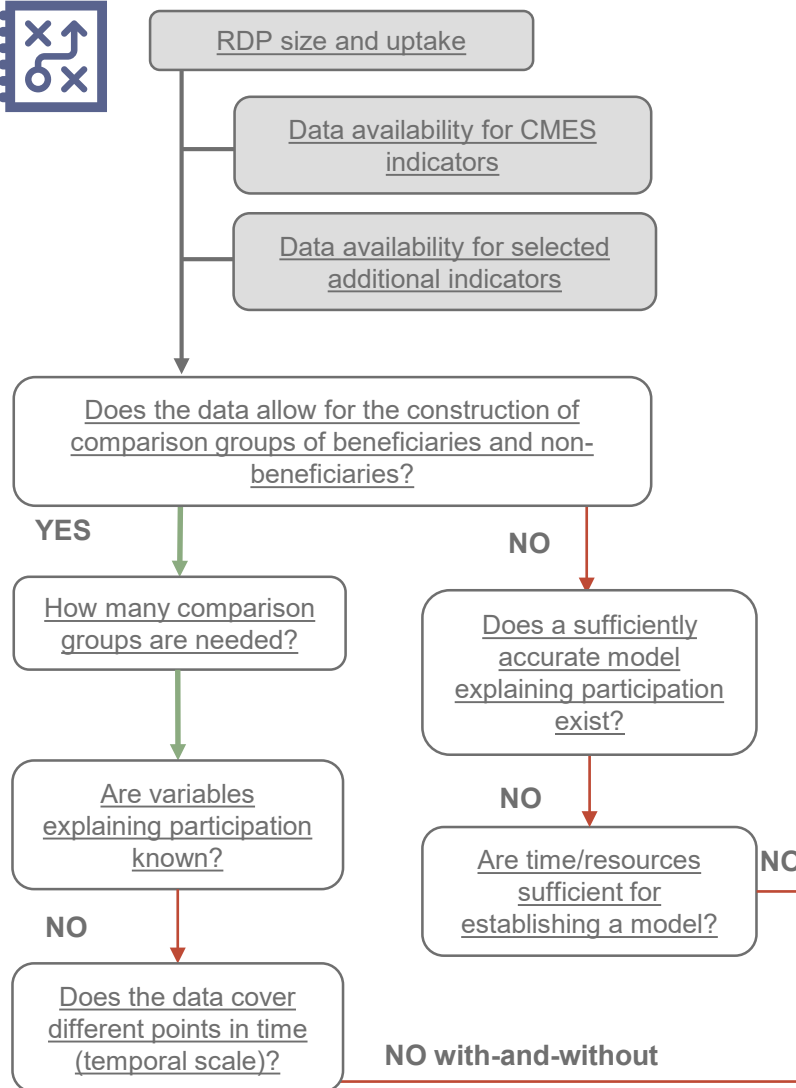 RDP size and uptake
Data availability for CMES
indicators
Data availability for selected
additional indicators
Does the data allow for the construction of
comparison groups of beneficiaries and non-
beneficiaries?
YES
NO
How many comparison
groups are needed?
Does a sufficiently
accurate model
explaining participation
exist?
Are variables
explaining participation
known?
NO
Are time/resources
sufficient for
establishing a model?
NO
NO
Does the data cover
different points in time
(temporal scale)?
NO with-and-without